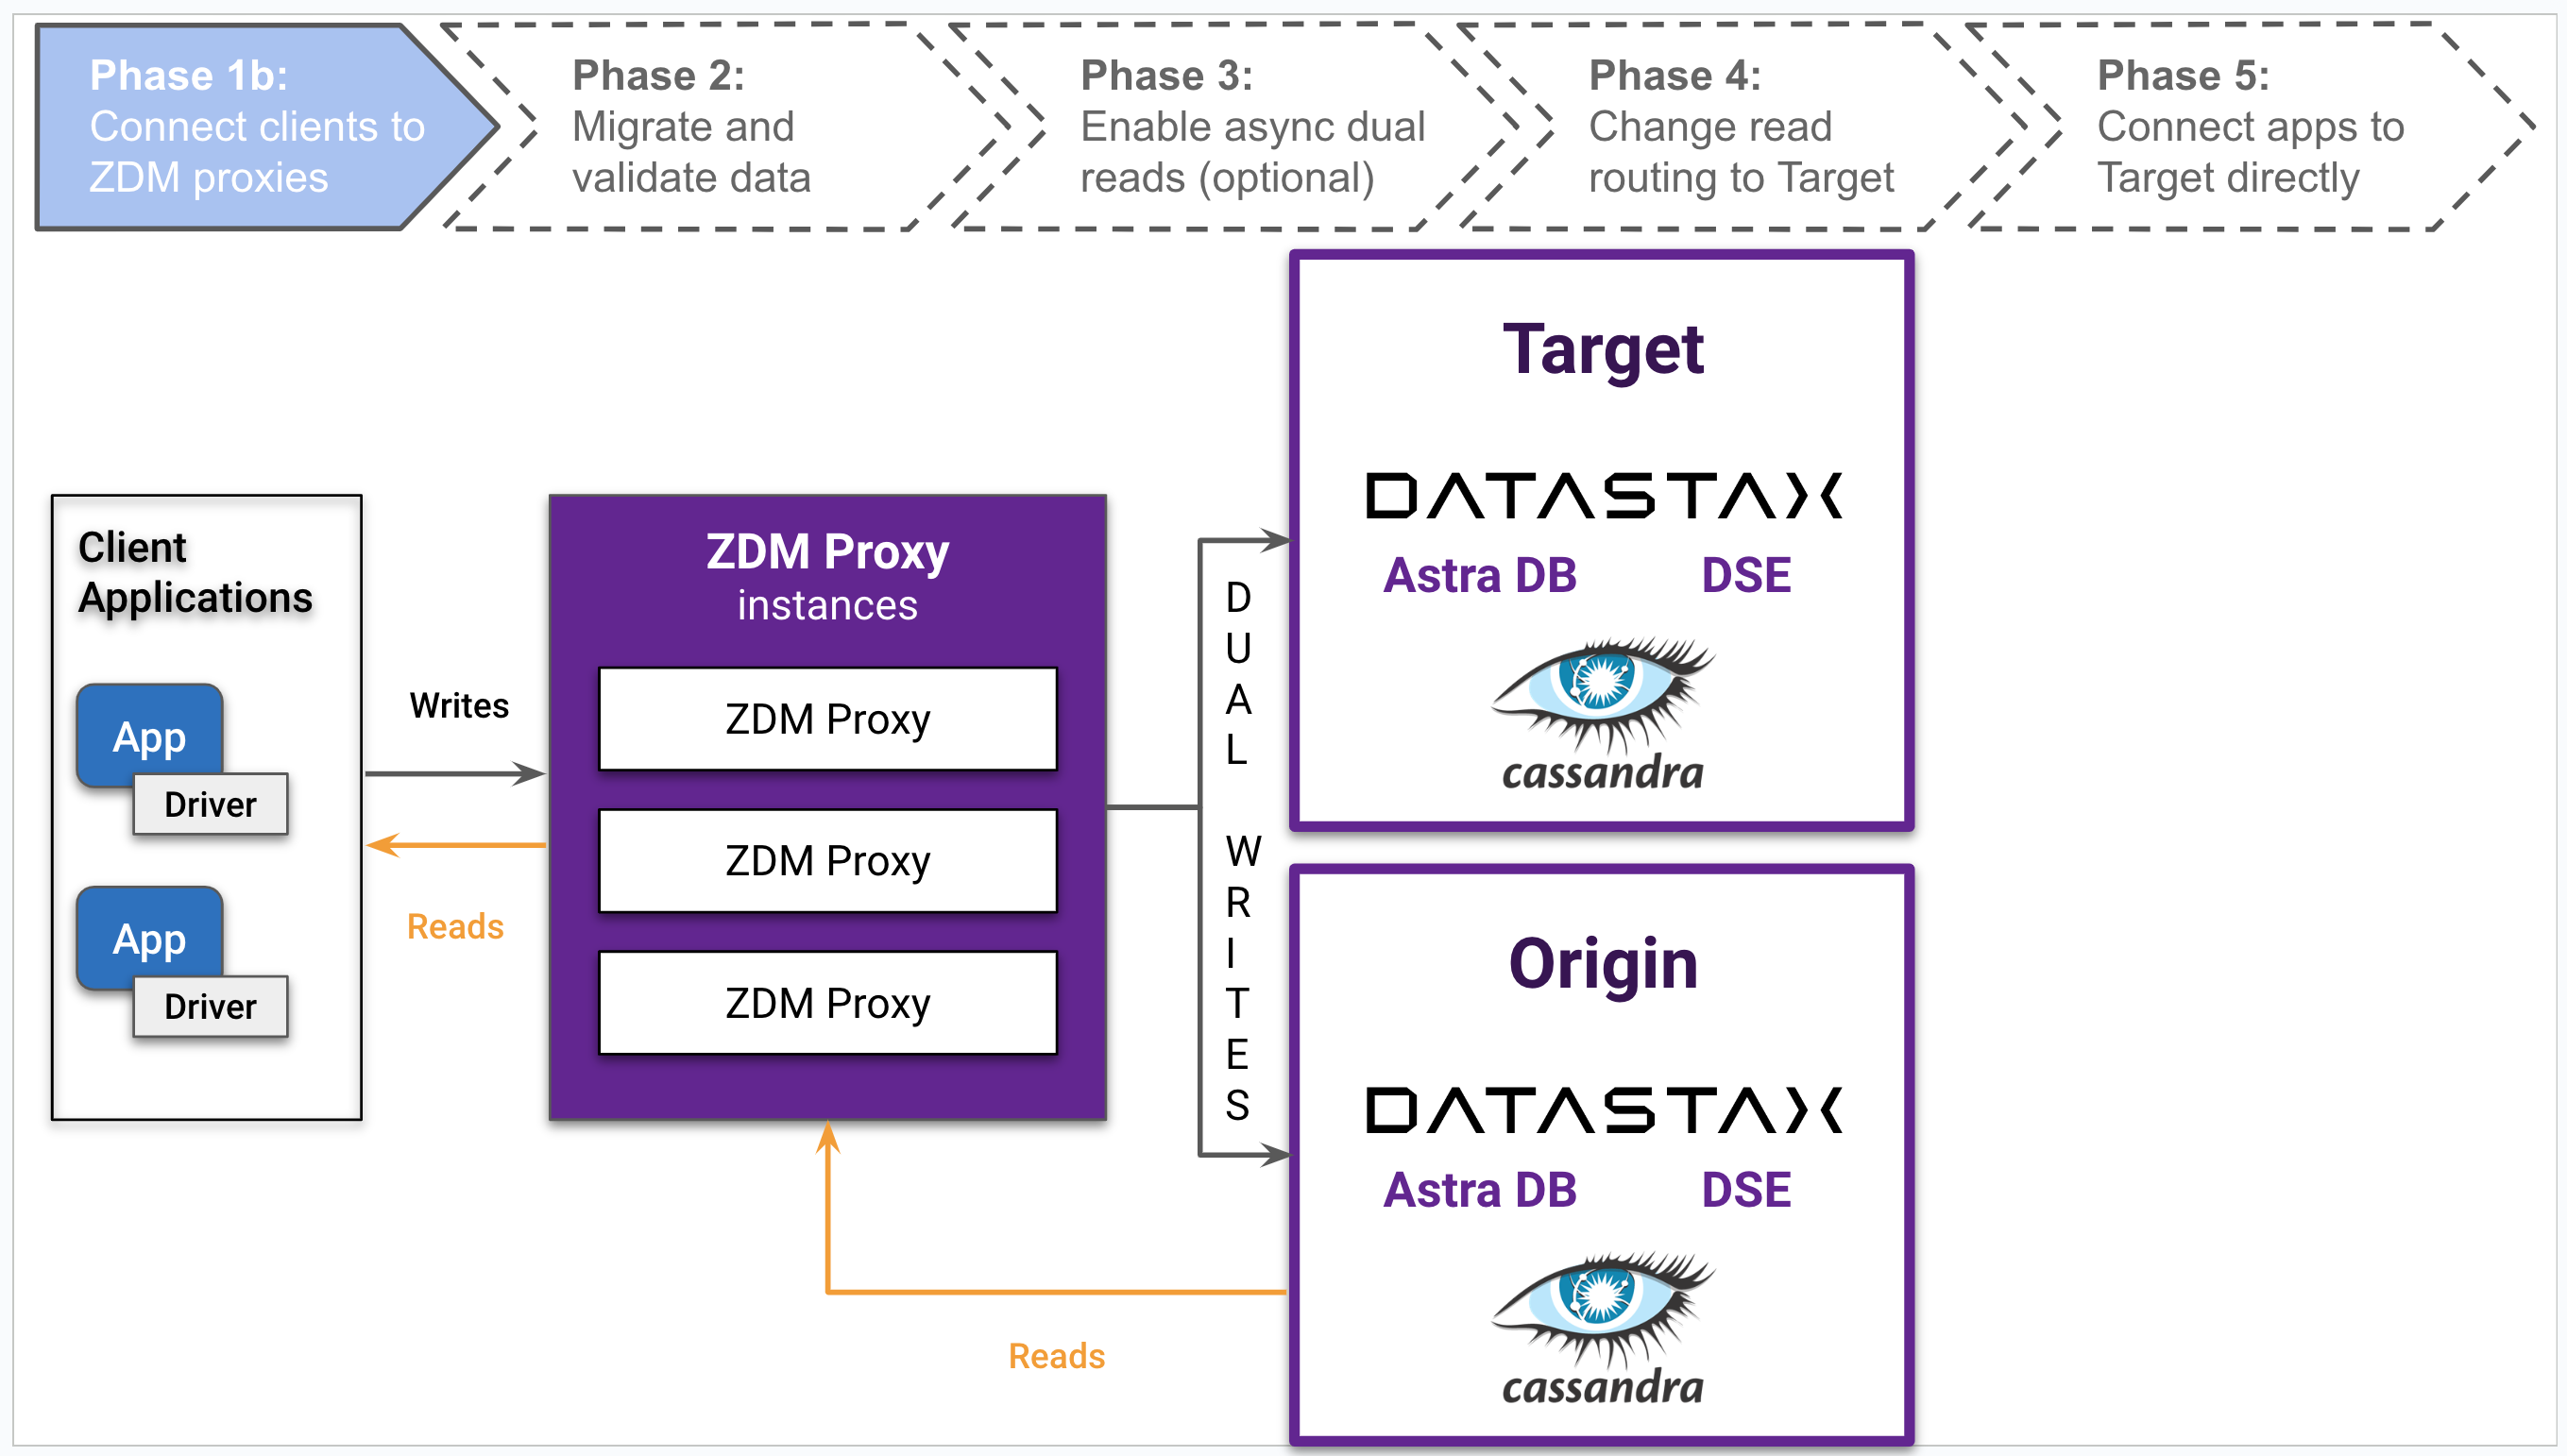 Phase 1b:
Connect clients to
ZDM proxies
Phase 2:
Migrate and
validate data
Phase 3:
Enable async dual
reads (optional)
Phase 4:
Change read
routing to Target
Phase 5:
Connect apps to
Target directly
Client
Applications
App
Driver
App
Driver
Writes
Reads
ZDM Proxy
instances
ZDM Proxy
ZDM Proxy
ZDM Proxy
DUAL WRITES
Reads
Target
DATASTAX
Astra DB DSE
cassandra
Origin
DATASTAX
Astra DB DSE
cassandra